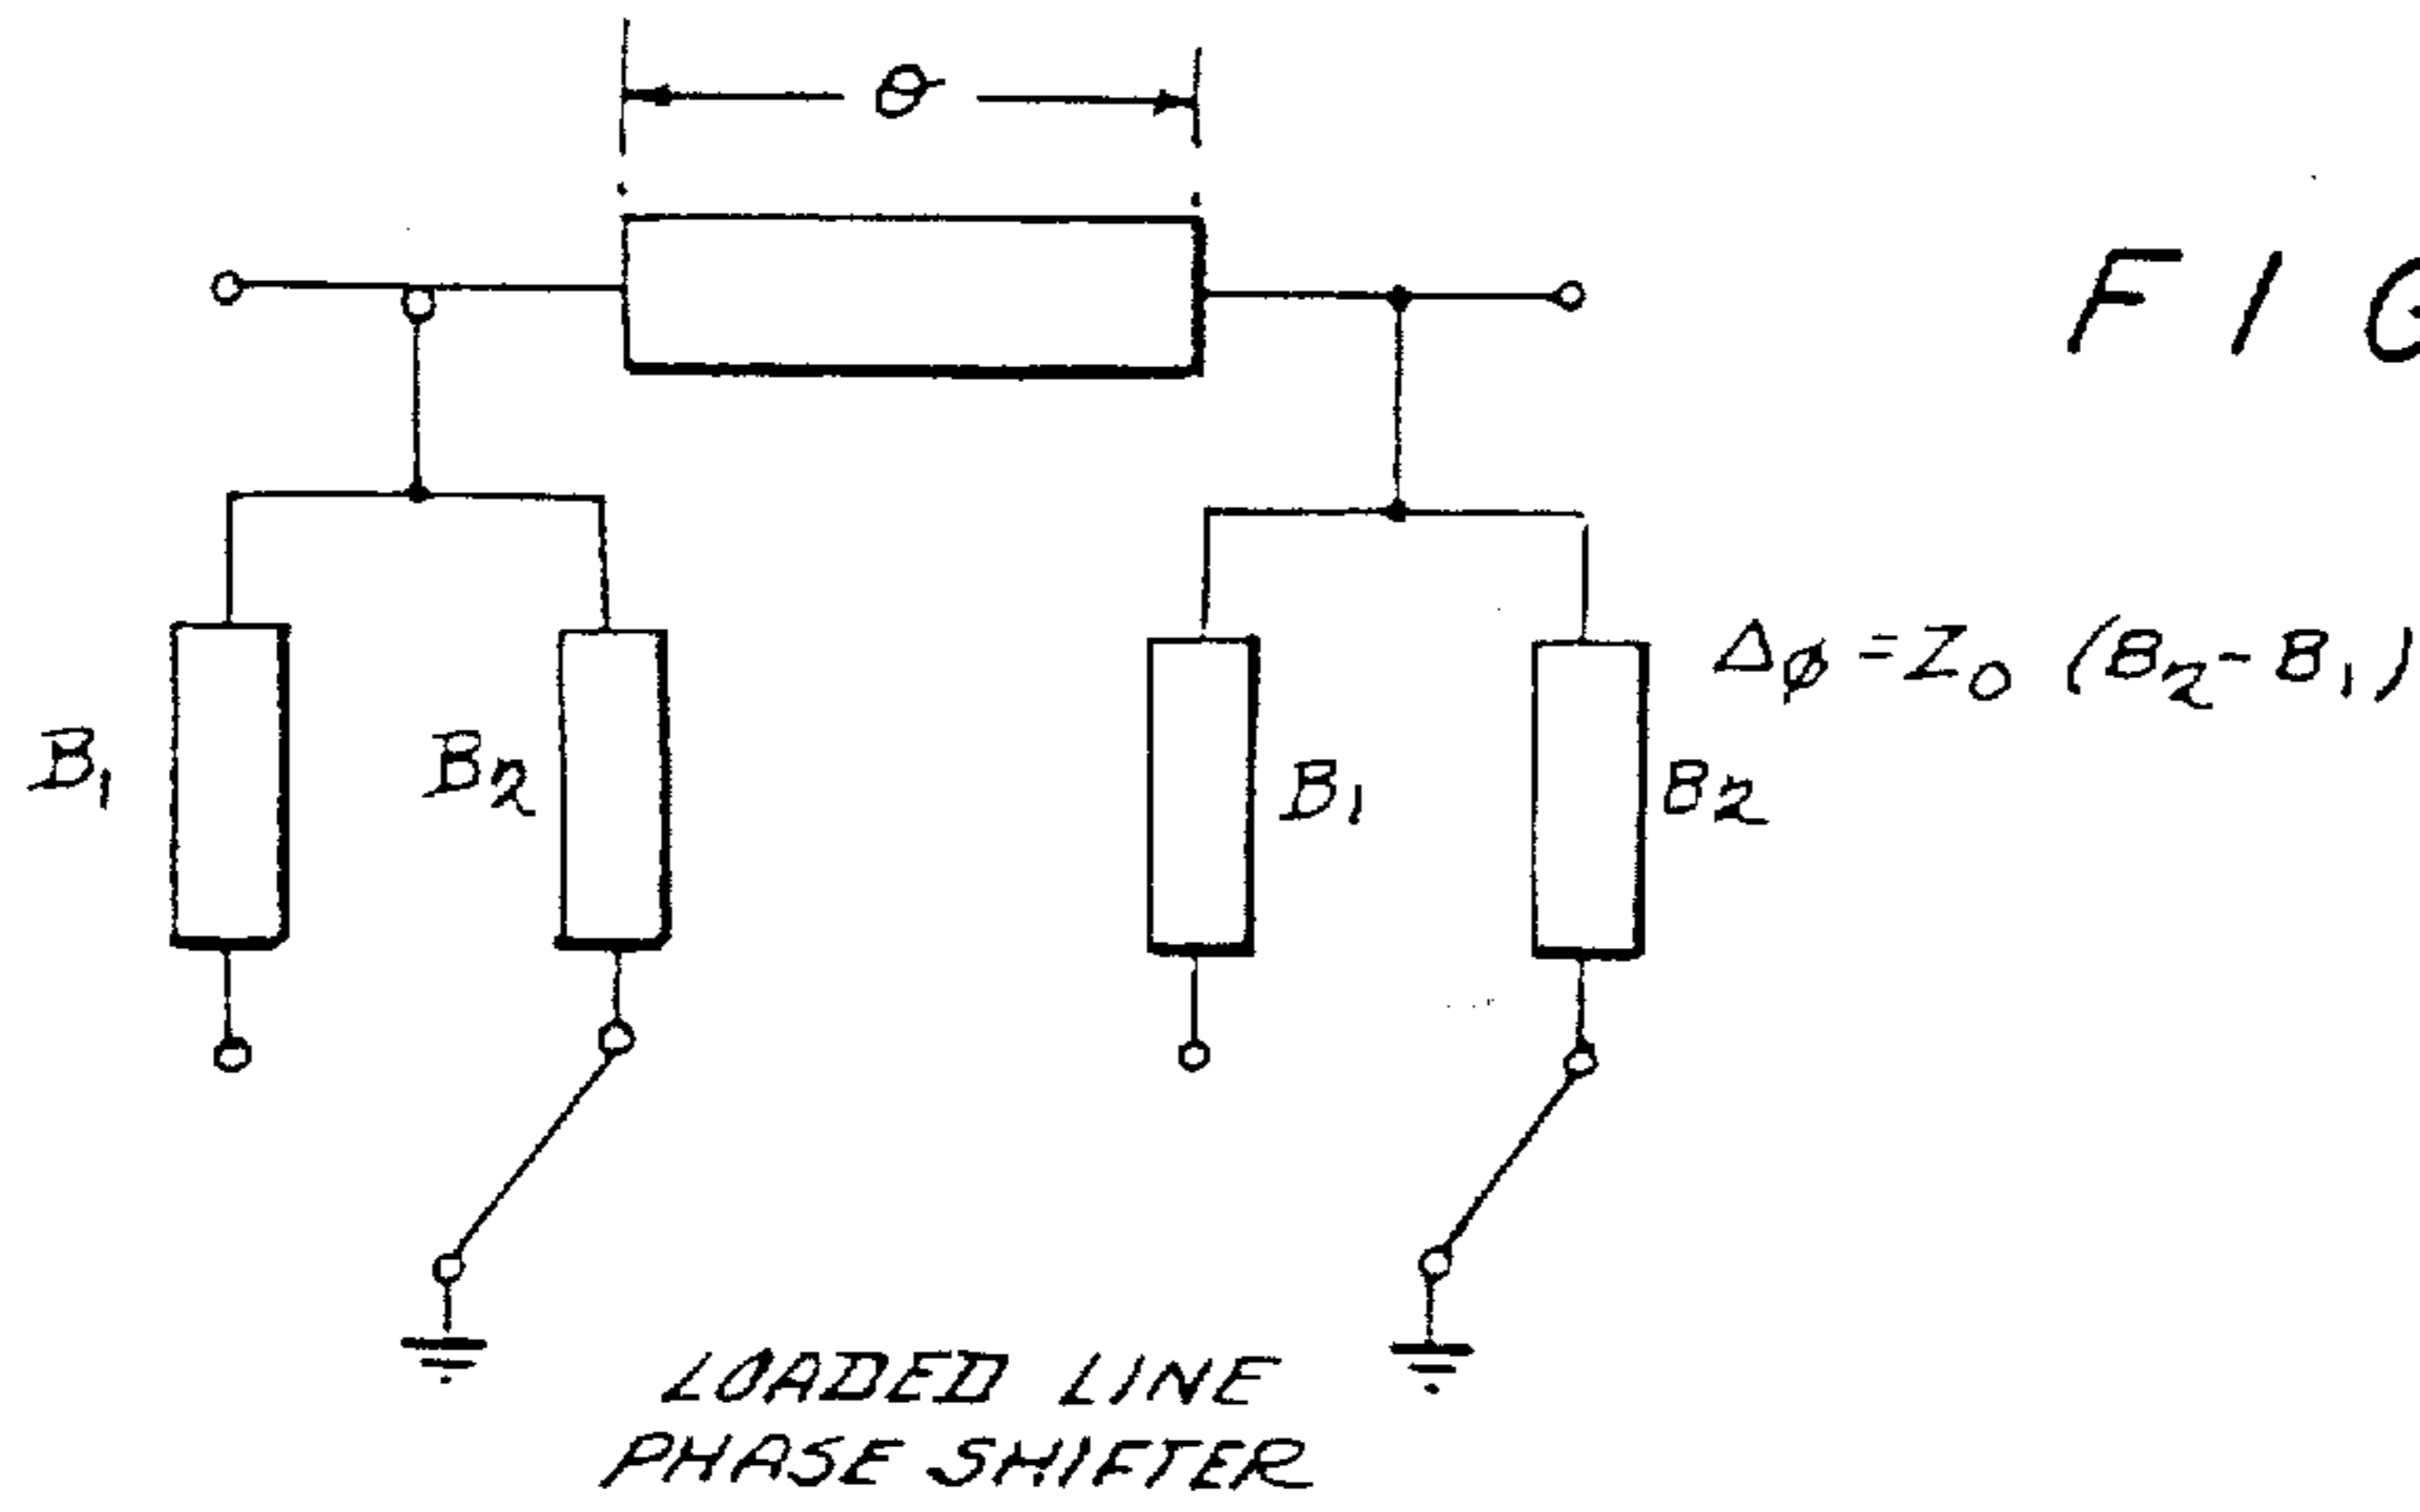 θ
FIG
Δφ = Z0 (B2 - B1)
B1
B2
B1
B2
LOADED LINE
PHASE SHIFTER